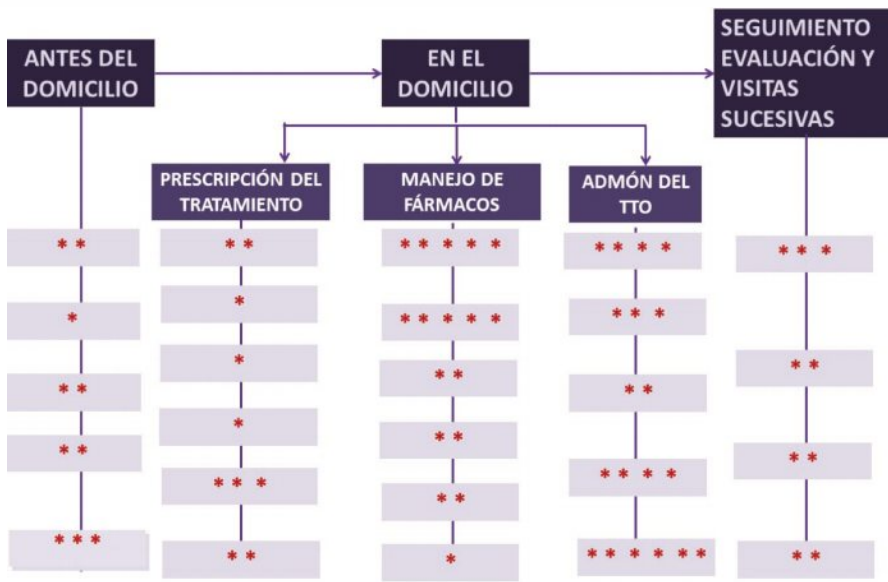 ANTES DEL
DOMICILIO
EN EL
DOMICILIO
SEGUIMIENTO
EVALUACIÓN Y
VISITAS
SUCESIVAS
PRESCRIPCIÓN DEL
TRATAMIENTO
MANEJO DE
FÁRMACOS
ADMÓN DEL
TTO
* *
*
* *
* *
* * *
* *
*
*
*
* * *
* *
* * * * *
* * * * *
* *
* *
* *
*
* * * *
* * *
* *
* * * *
* * * * * *
* * *
* *
* *
* *